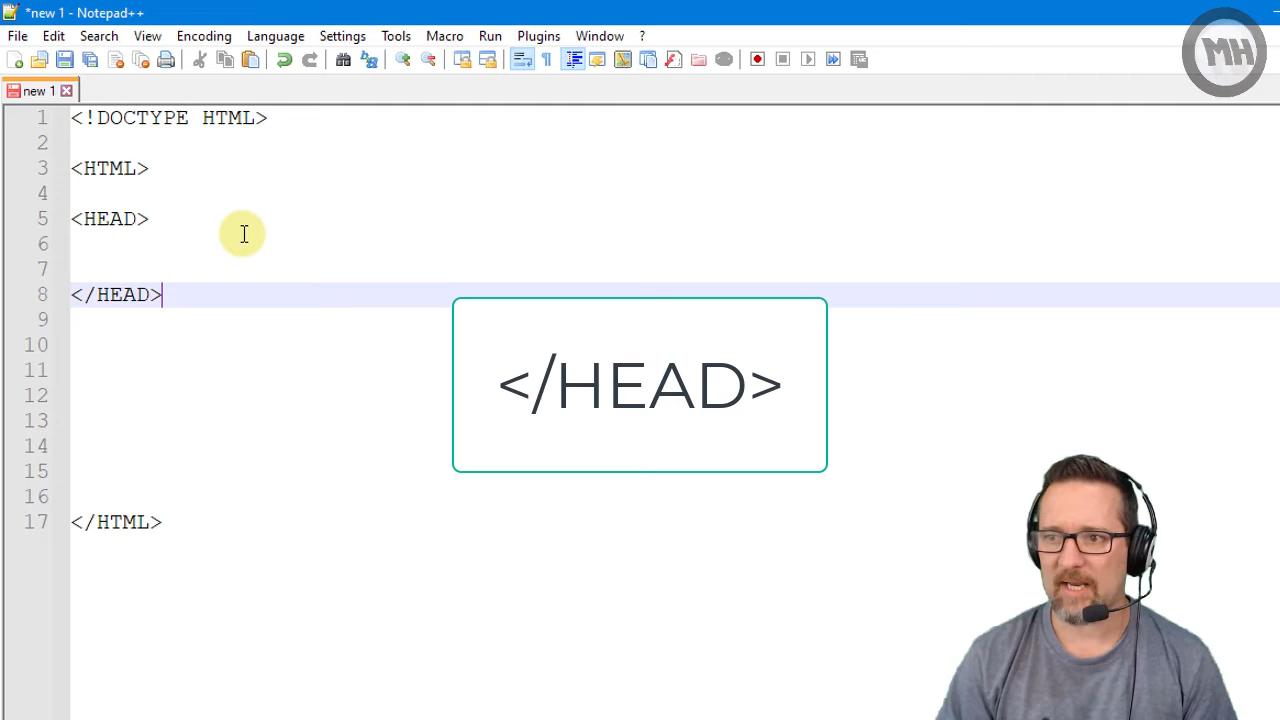 *new 1 - Notepad++
File Edit Search View Encoding Language Settings Tools Macro Run Plugins Window ?
MH
new 1
1 <!DOCTYPE HTML>
2
3 <HTML>
4
5 <HEAD>
6
7
8 </HEAD>
9
10
11
12
13
14
15
16
17 </HTML>
</HEAD>